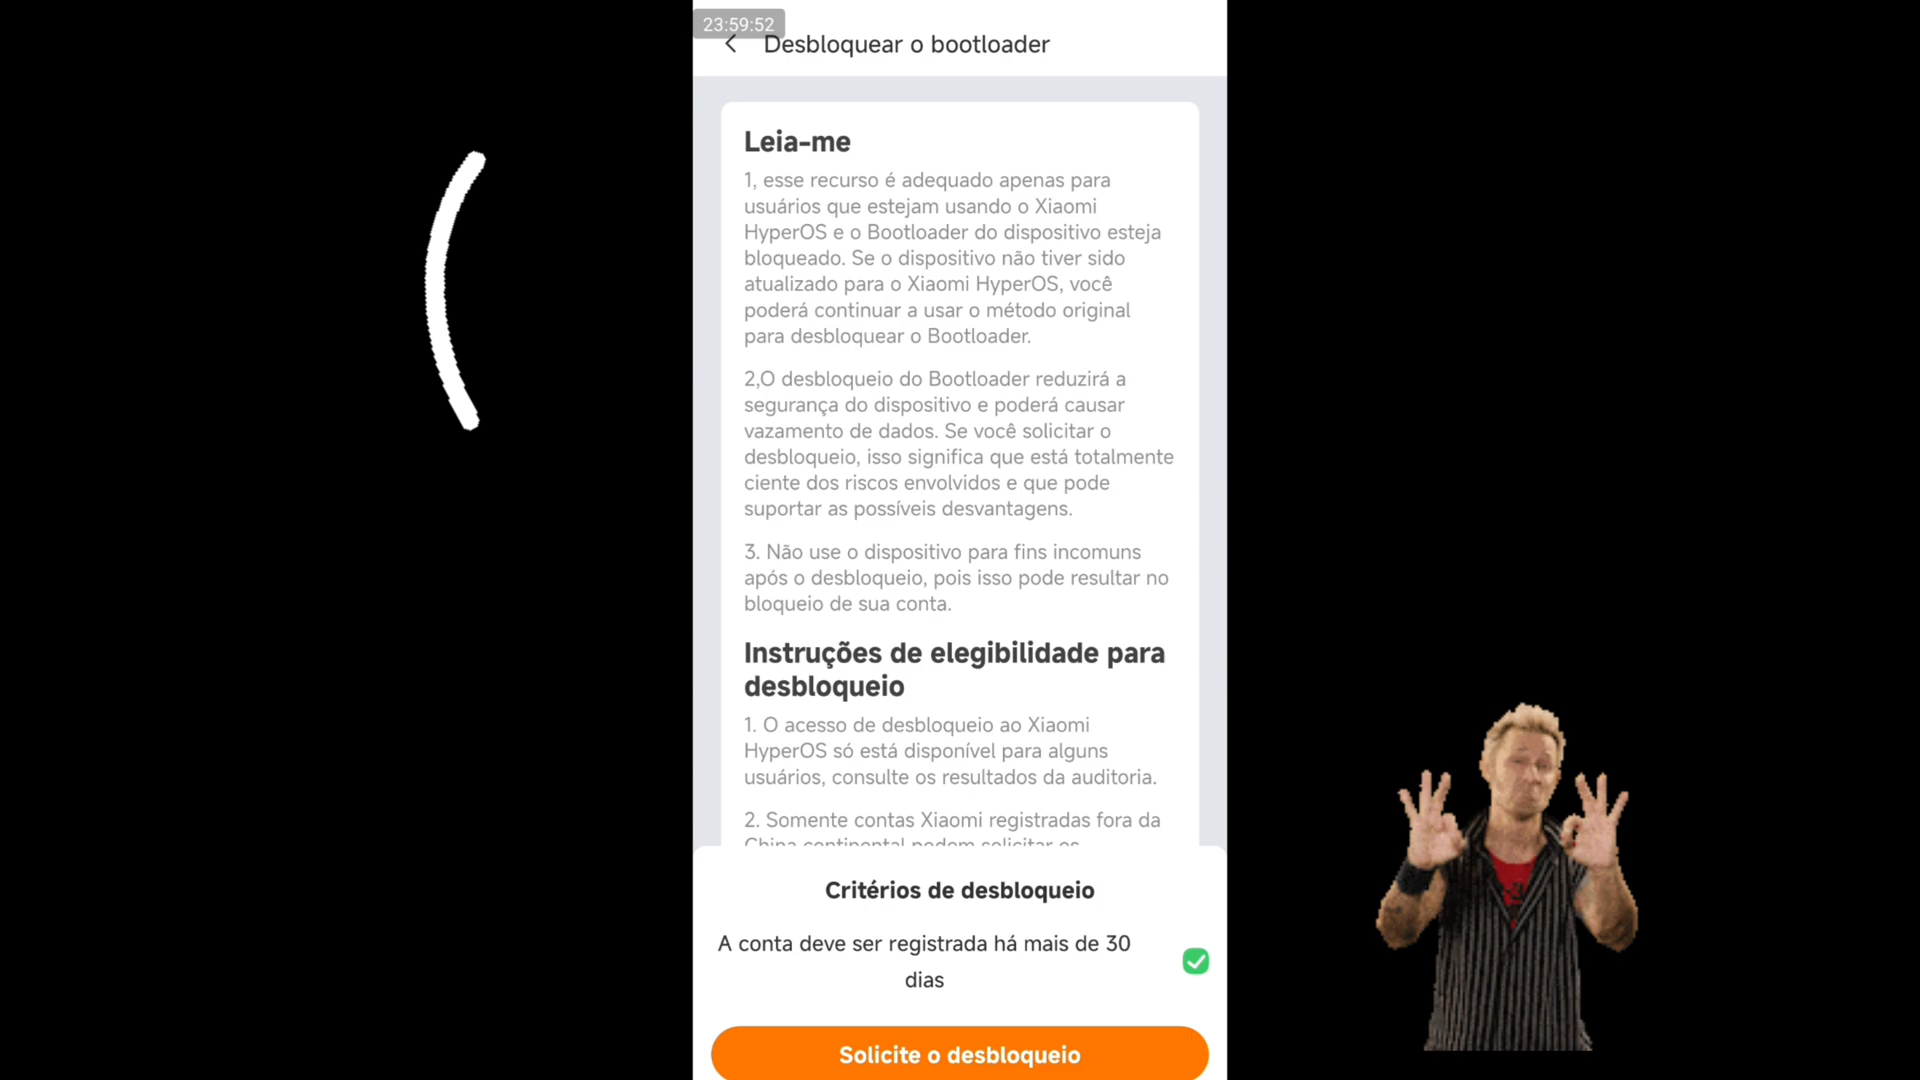 23:59:52
Desbloquear o bootloader
Leia-me
1, esse recurso é adequado apenas para
usuários que estejam usando o Xiaomi
HyperOS e o Bootloader do dispositivo esteja
bloqueado. Se o dispositivo não tiver sido
atualizado para o Xiaomi HyperOS, você
poderá continuar a usar o método original
para desbloquear o Bootloader.
2,O desbloqueio do Bootloader reduzirá a
segurança do dispositivo e poderá causar
vazamento de dados. Se você solicitar o
desbloqueio, isso significa que está totalmente
ciente dos riscos envolvidos e que pode
suportar as possíveis desvantagens.
3. Não use o dispositivo para fins incomuns
após o desbloqueio, pois isso pode resultar no
bloqueio de sua conta.
Instruções de elegibilidade para
desbloqueio
1. O acesso de desbloqueio ao Xiaomi
HyperOS só está disponível para alguns
usuários, consulte os resultados da auditoria.
2. Somente contas Xiaomi registradas fora da
China continental podem solicitar os
Critérios de desbloqueio
A conta deve ser registrada há mais de 30
dias
Solicite o desbloqueio